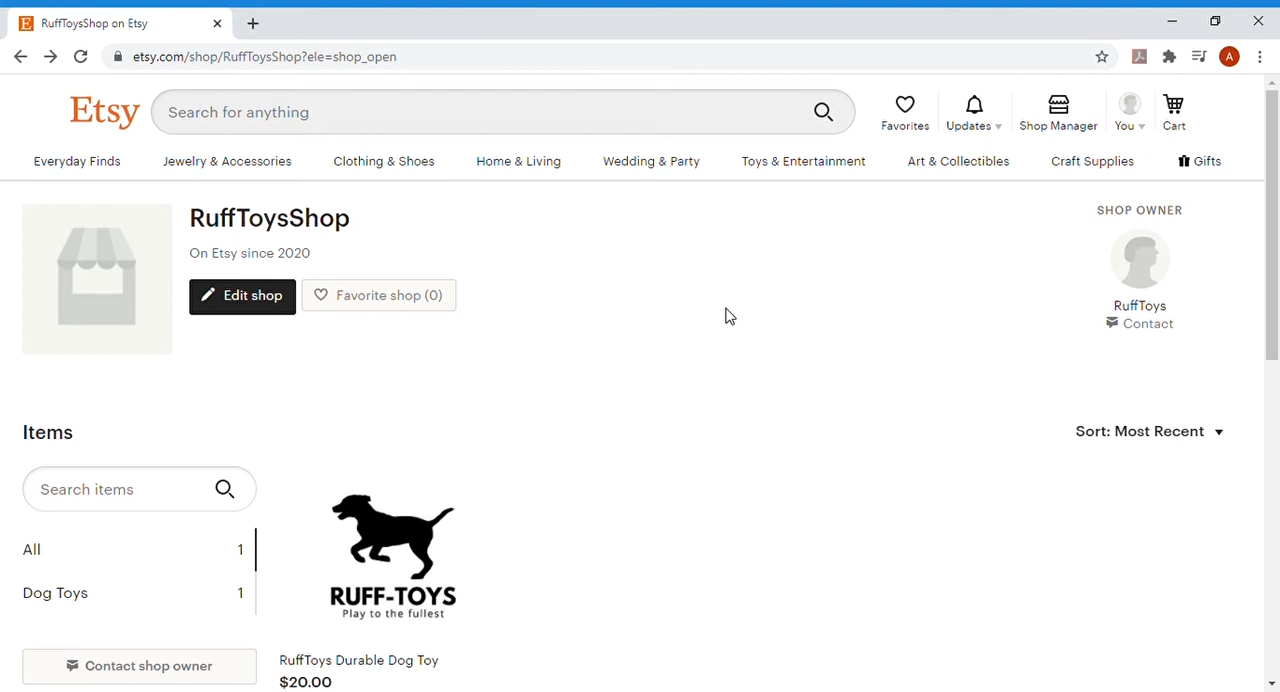 RuffToysShop on Etsy
etsy.com/shop/RuffToysShop?ele=shop_open
A
Etsy
Search for anything
Favorites
Updates
Shop Manager
You
Cart
Everyday Finds
Jewelry & Accessories
Clothing & Shoes
Home & Living
Wedding & Party
Toys & Entertainment
Art & Collectibles
Craft Supplies
Gifts
RuffToysShop
On Etsy since 2020
Edit shop
Favorite shop (0)
SHOP OWNER
RuffToys
Contact
Items
Sort: Most Recent
Search items
All 1
Dog Toys 1
Contact shop owner
RUFF-TOYS
Play to the fullest
RuffToys Durable Dog Toy
$20.00